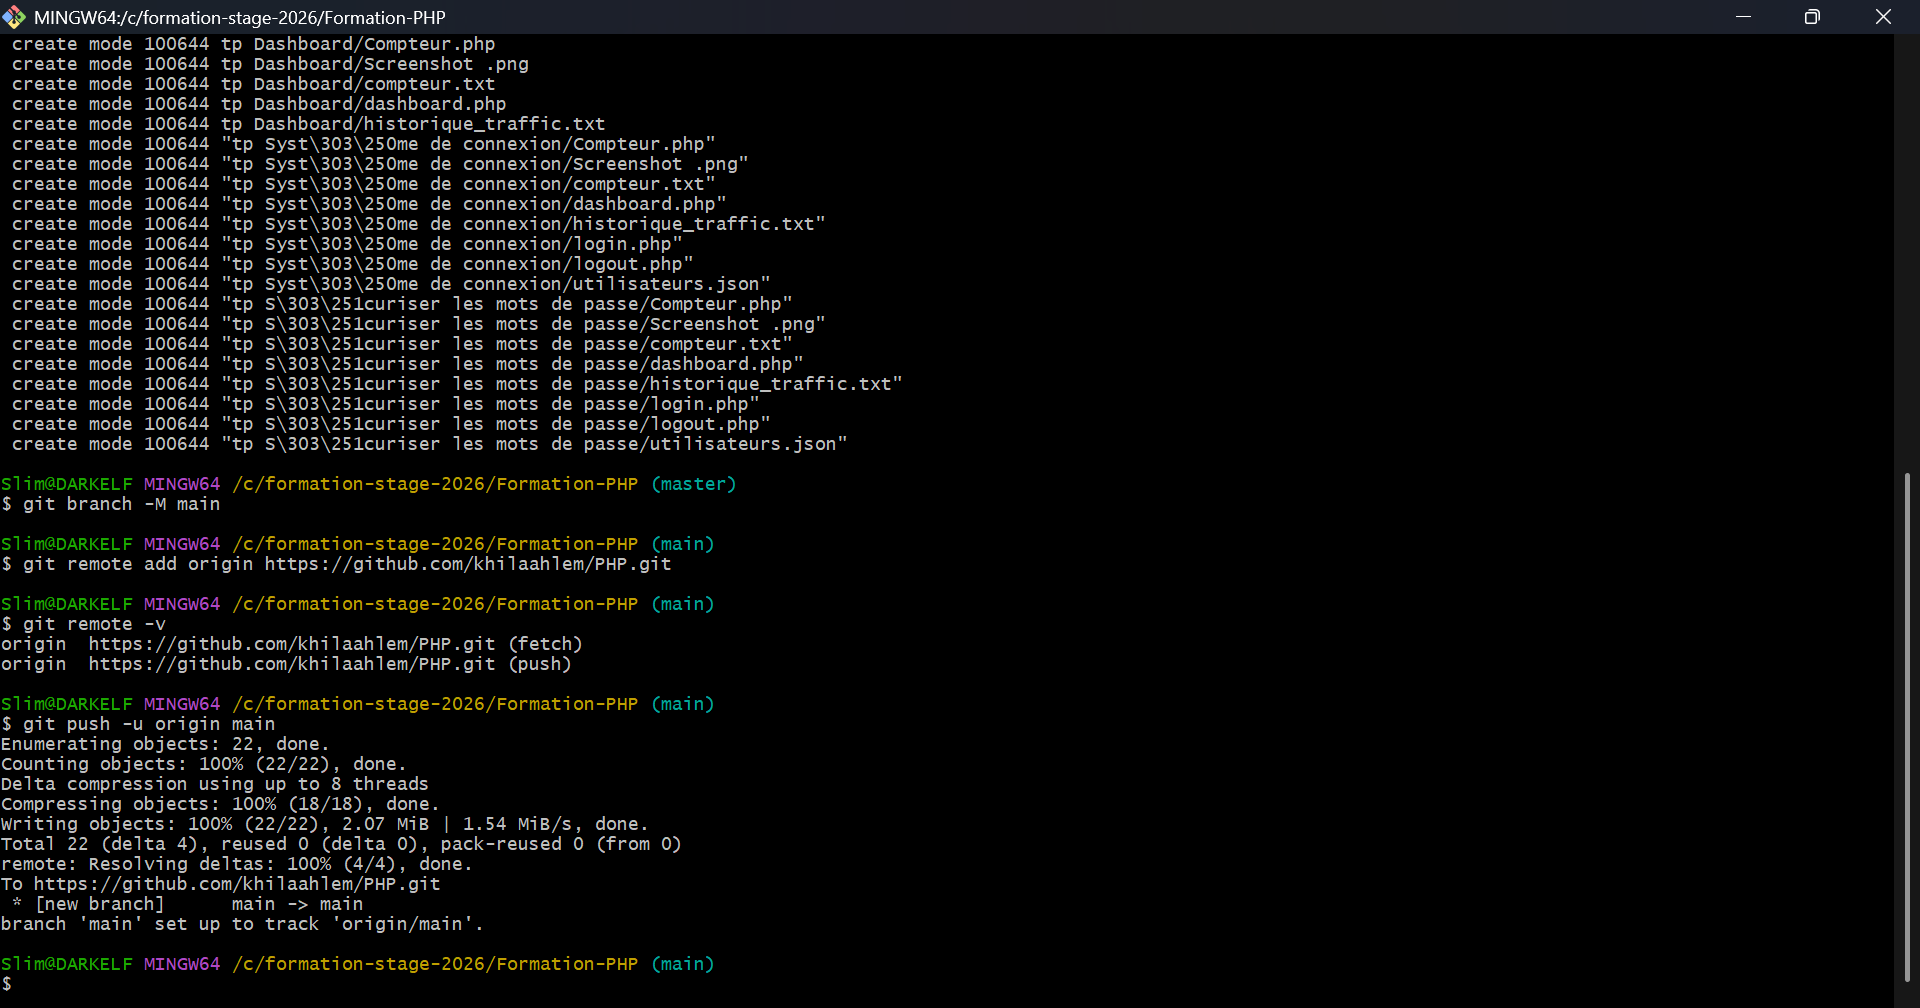 MINGW64:/c/formation-stage-2026/Formation-PHP
create mode 100644 tp Dashboard/Compteur.php
create mode 100644 tp Dashboard/Screenshot .png
create mode 100644 tp Dashboard/compteur.txt
create mode 100644 tp Dashboard/dashboard.php
create mode 100644 tp Dashboard/historique_traffic.txt
create mode 100644 "tp Syst\303\250me de connexion/Compteur.php"
create mode 100644 "tp Syst\303\250me de connexion/Screenshot .png"
create mode 100644 "tp Syst\303\250me de connexion/compteur.txt"
create mode 100644 "tp Syst\303\250me de connexion/dashboard.php"
create mode 100644 "tp Syst\303\250me de connexion/historique_traffic.txt"
create mode 100644 "tp Syst\303\250me de connexion/login.php"
create mode 100644 "tp Syst\303\250me de connexion/logout.php"
create mode 100644 "tp Syst\303\250me de connexion/utilisateurs.json"
create mode 100644 "tp S\303\251curiser les mots de passe/Compteur.php"
create mode 100644 "tp S\303\251curiser les mots de passe/Screenshot .png"
create mode 100644 "tp S\303\251curiser les mots de passe/compteur.txt"
create mode 100644 "tp S\303\251curiser les mots de passe/dashboard.php"
create mode 100644 "tp S\303\251curiser les mots de passe/historique_traffic.txt"
create mode 100644 "tp S\303\251curiser les mots de passe/login.php"
create mode 100644 "tp S\303\251curiser les mots de passe/logout.php"
create mode 100644 "tp S\303\251curiser les mots de passe/utilisateurs.json"
Slim@DARKELF MINGW64 /c/formation-stage-2026/Formation-PHP (master)
$ git branch -M main
Slim@DARKELF MINGW64 /c/formation-stage-2026/Formation-PHP (main)
$ git remote add origin https://github.com/khilaahlem/PHP.git
Slim@DARKELF MINGW64 /c/formation-stage-2026/Formation-PHP (main)
$ git remote -v
origin  https://github.com/khilaahlem/PHP.git (fetch)
origin  https://github.com/khilaahlem/PHP.git (push)
Slim@DARKELF MINGW64 /c/formation-stage-2026/Formation-PHP (main)
$ git push -u origin main
Enumerating objects: 22, done.
Counting objects: 100% (22/22), done.
Delta compression using up to 8 threads
Compressing objects: 100% (18/18), done.
Writing objects: 100% (22/22), 2.07 MiB | 1.54 MiB/s, done.
Total 22 (delta 4), reused 0 (delta 0), pack-reused 0 (from 0)
remote: Resolving deltas: 100% (4/4), done.
To https://github.com/khilaahlem/PHP.git
* [new branch]      main -> main
branch 'main' set up to track 'origin/main'.
Slim@DARKELF MINGW64 /c/formation-stage-2026/Formation-PHP (main)
$